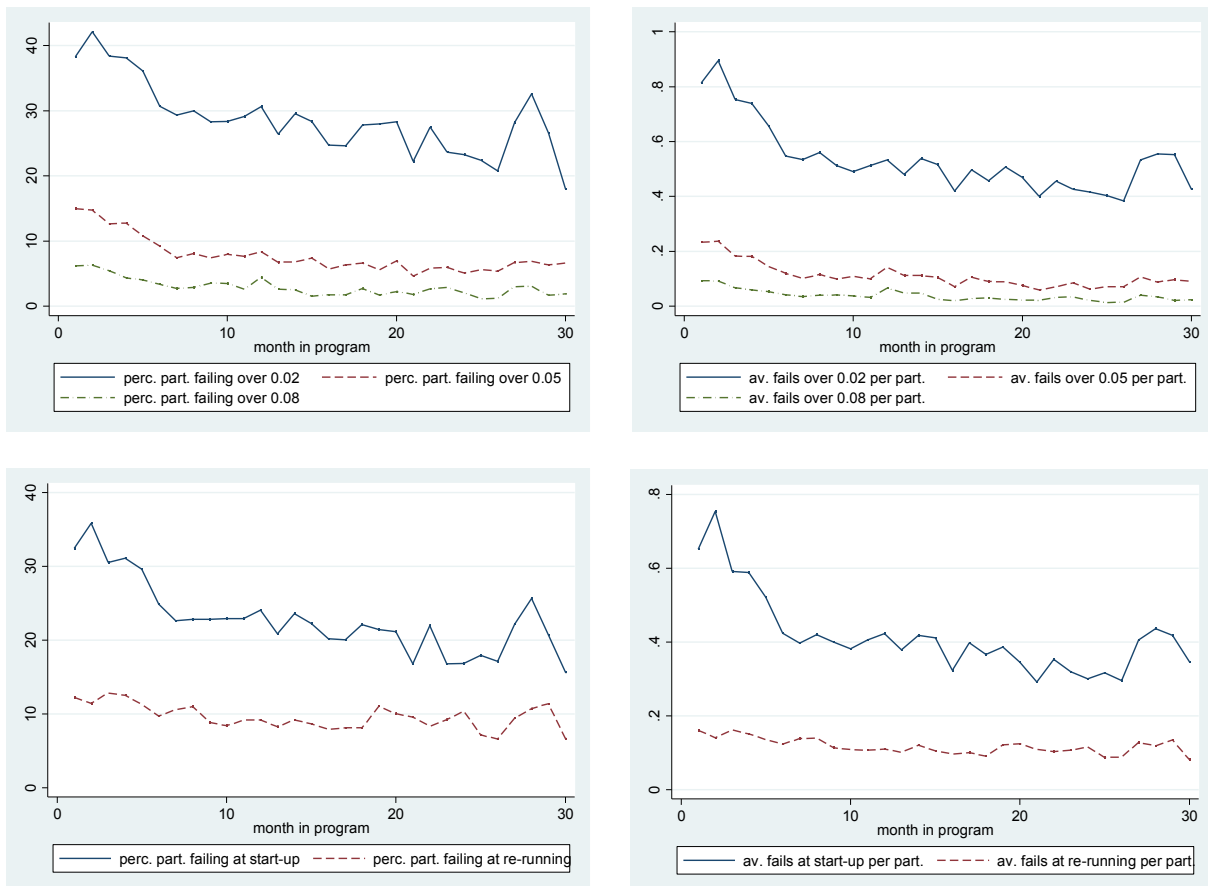 40
30
20
10
0
0 10 20 30
month in program
perc. part. failing over 0.02 perc. part. failing over 0.05
perc. part. failing over 0.08
1
.8
.6
.4
.2
0
0 10 20 30
month in program
av. fails over 0.02 per part. av. fails over 0.05 per part.
av. fails over 0.08 per part.
40
30
20
10
0
0 10 20 30
month in program
perc. part. failing at start-up perc. part. failing at re-running
.8
.6
.4
.2
0
0 10 20 30
month in program
av. fails at start-up per part. av. fails at re-running per part.